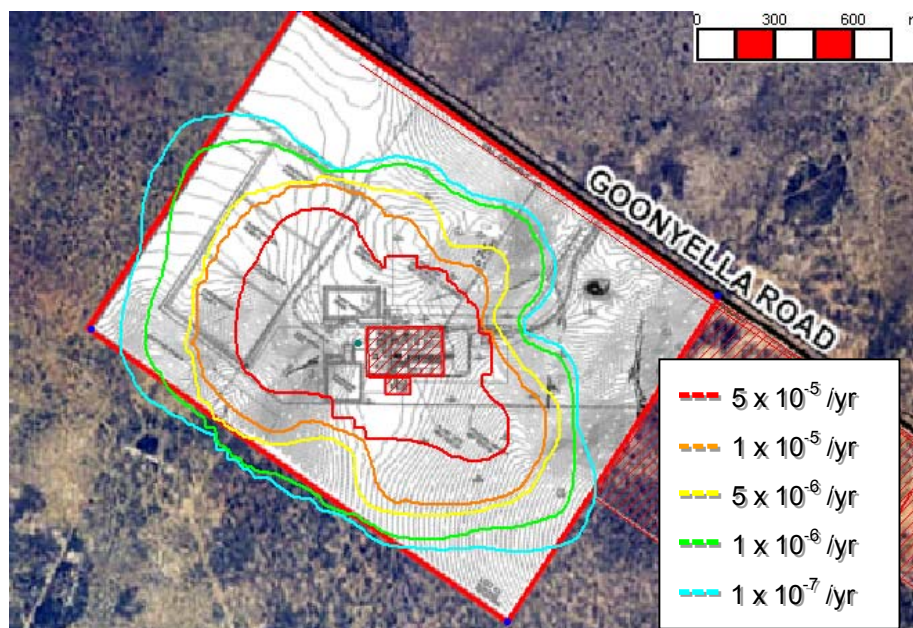 0 300 600
GOONYELLA ROAD
5 x 10⁻⁵ /yr
1 x 10⁻⁵ /yr
5 x 10⁻⁶ /yr
1 x 10⁻⁶ /yr
1 x 10⁻⁷ /yr